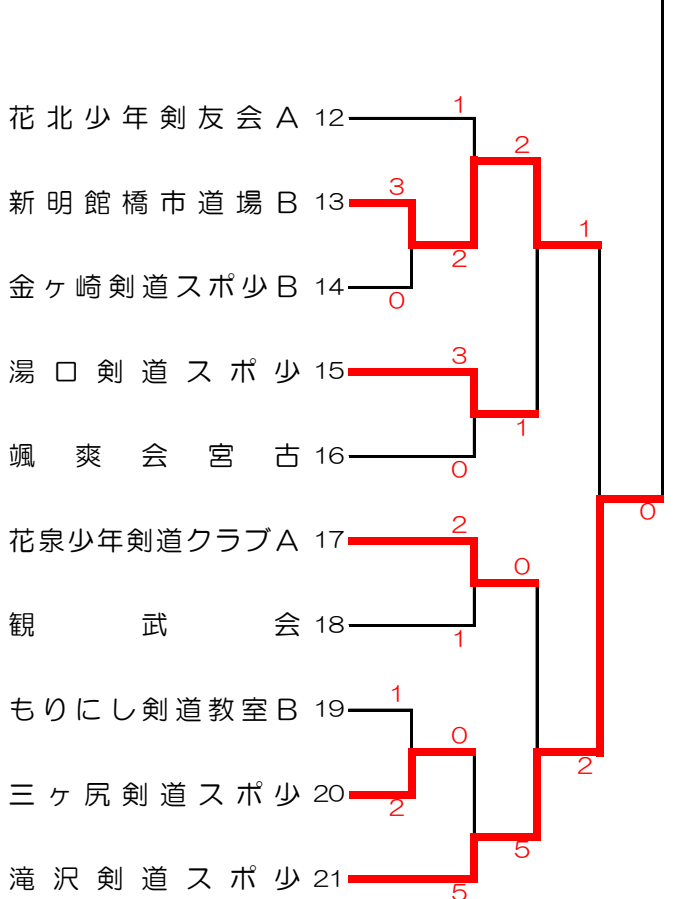 1
花北少年剣友会A 12
2
3
新明館橋市道場B 13
1
2
金ヶ崎剣道スポ少B 14
0
3
湯口剣道スポ少 15
1
颯爽会宮古 16
0
0
2
花泉少年剣道クラブA 17
0
観武会 18
1
1
もりにし剣道教室B 19
0
2
三ヶ尻剣道スポ少 20
2
5
滝沢剣道スポ少 21
5